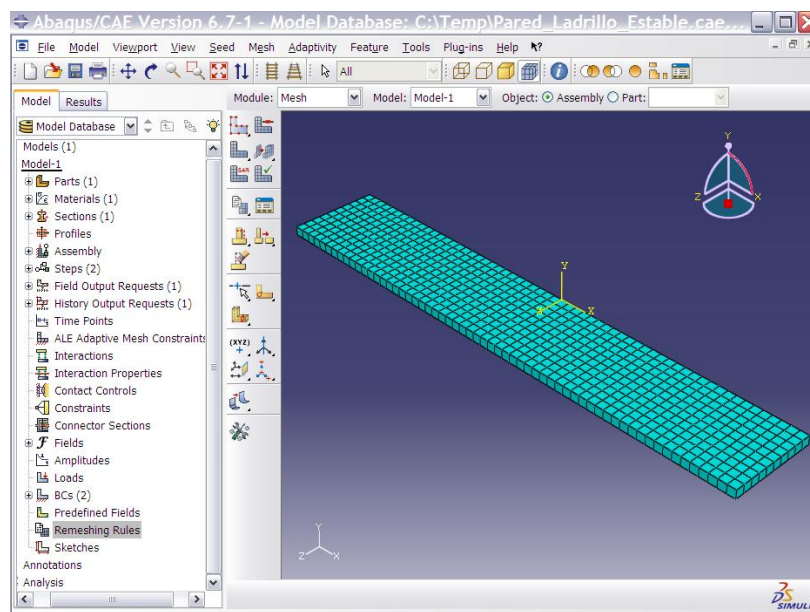 Abaqus/CAE Version 6.7-1 - Model Database: C:\Temp\Pared_Ladrillo_Estable.cae...
File Model Viewport View Seed Mesh Adaptivity Feature Tools Plug-ins Help
All
Model Results
Module: Mesh Model: Model-1 Object: Assembly Part:
Model Database
Models (1)
Model-1
Parts (1)
Materials (1)
Sections (1)
Profiles
Assembly
Steps (2)
Field Output Requests (1)
History Output Requests (1)
Time Points
ALE Adaptive Mesh Constraints
Interactions
Interaction Properties
Contact Controls
Constraints
Connector Sections
Fields
Amplitudes
Loads
BCs (2)
Predefined Fields
Remeshing Rules
Sketches
Annotations
Analysis
(XYZ)
Y
Z
X
Y
X
Y
Z
X
SIMULI